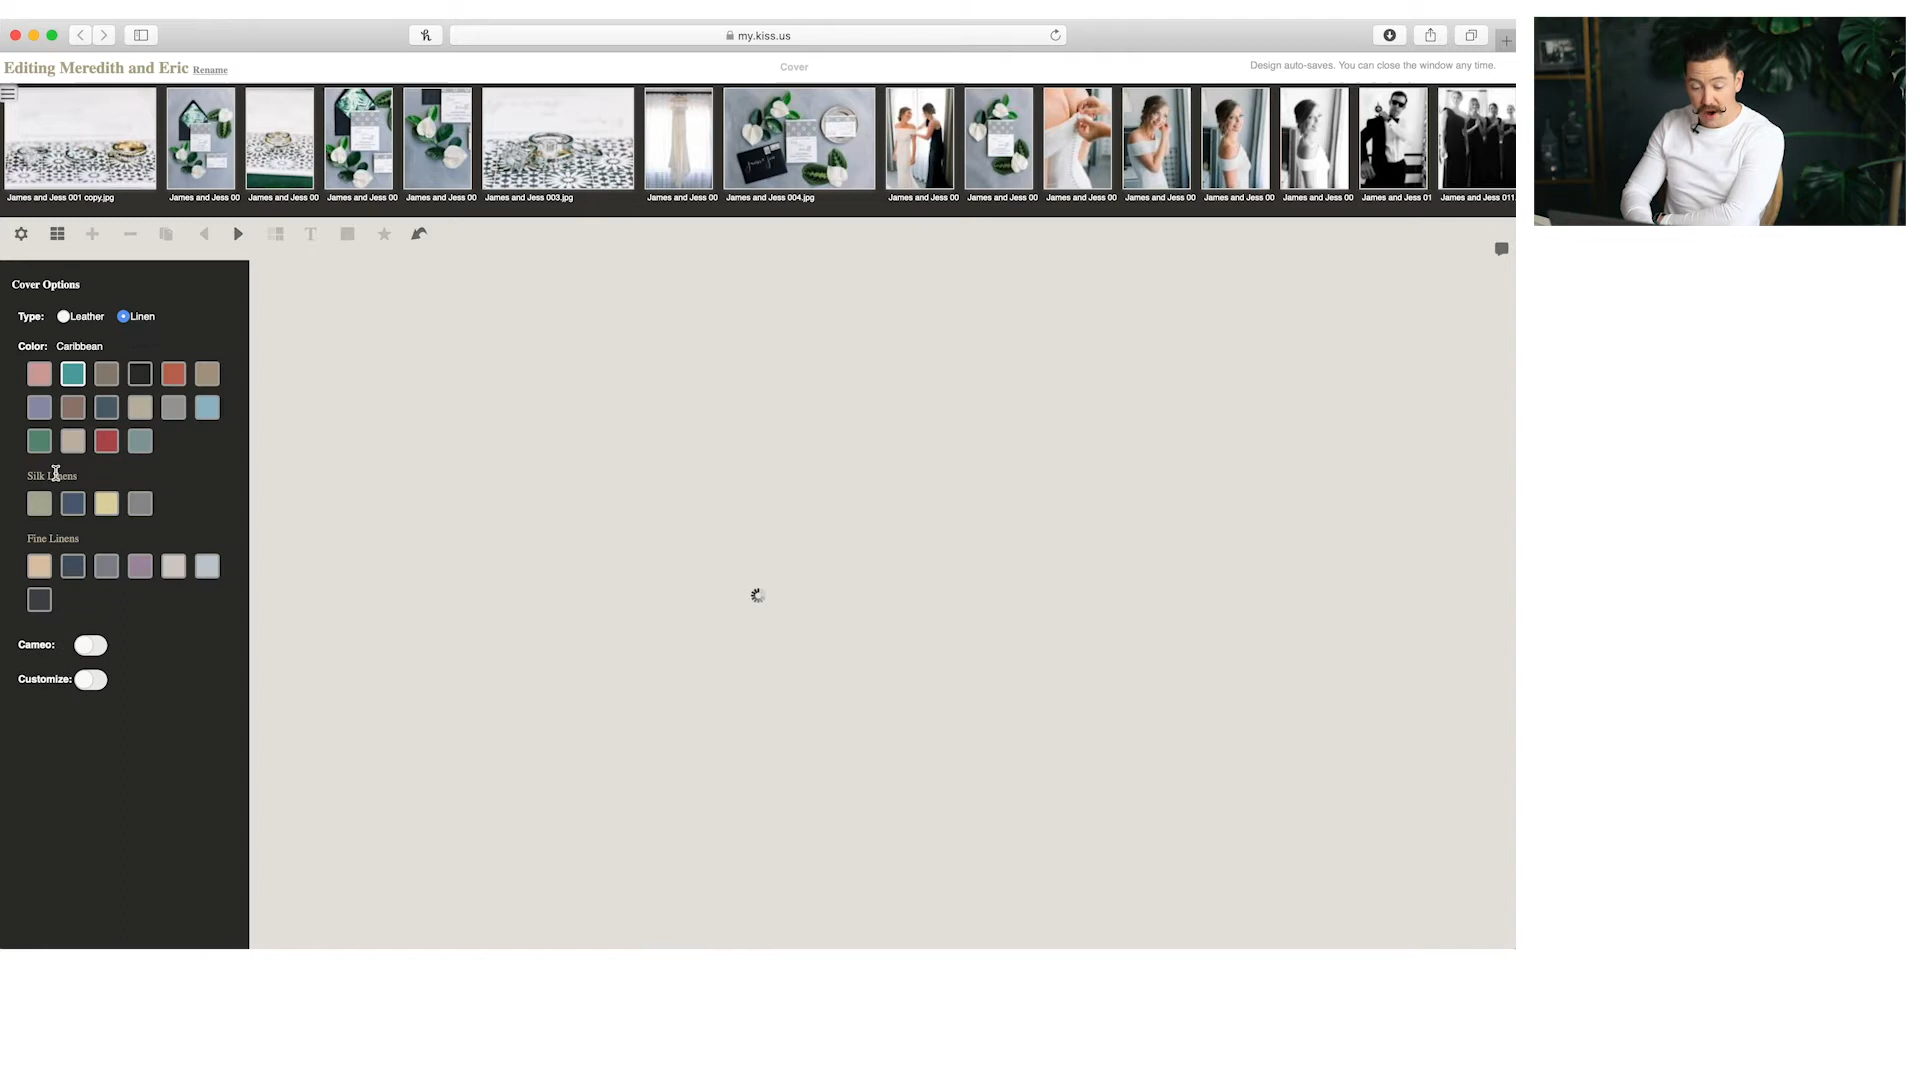 my.kiss.us
Editing Meredith and Eric Rename
Cover
Design auto-saves. You can close the window any time.
James and Jess 001 copy.jpg
James and Jess 00
James and Jess 00
James and Jess 00
James and Jess 00
James and Jess 003.jpg
James and Jess 00
James and Jess 004.jpg
James and Jess 00
James and Jess 00
James and Jess 00
James and Jess 00
James and Jess 00
James and Jess 00
James and Jess 01
James and Jess 011.
Cover Options
Type: Leather Linen
Color: Caribbean
Silk Linens
Fine Linens
Cameo:
Customize: